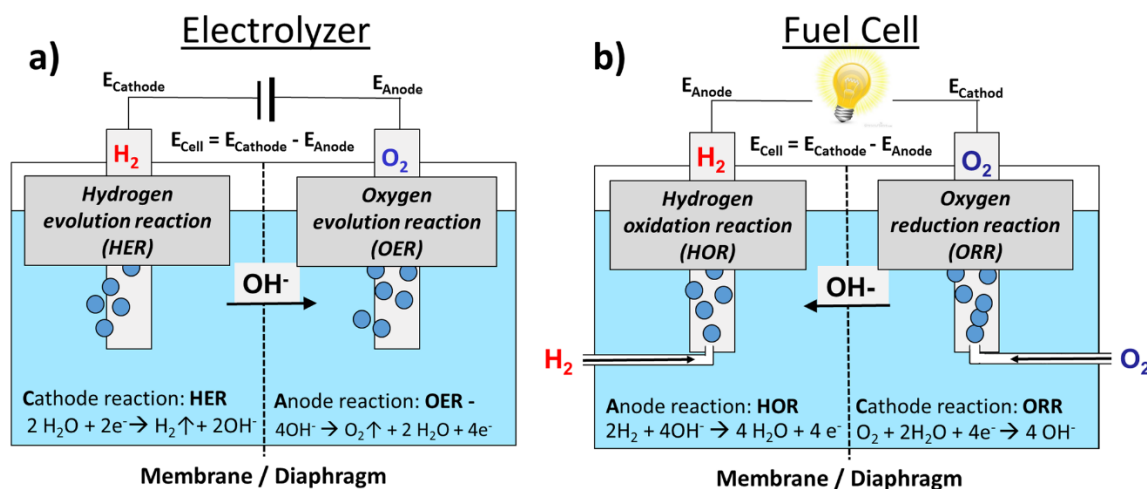 Electrolyzer
a)
E_Cathode
E_Anode
E_Cell = E_Cathode - E_Anode
H₂
O₂
Hydrogen
evolution reaction
(HER)
Oxygen
evolution reaction
(OER)
OH⁻
Cathode reaction: HER
2 H₂O + 2e⁻→ H₂↑+ 2OH⁻
Anode reaction: OER -
4OH⁻ → O₂↑ + 2 H₂O + 4e⁻
Membrane / Diaphragm
Fuel Cell
b)
E_Anode
E_Cathod
E_Cell = E_Cathode - E_Anode
H₂
O₂
Hydrogen
oxidation reaction
(HOR)
Oxygen
reduction reaction
(ORR)
OH-
H₂
O₂
Anode reaction: HOR
2H₂ + 4OH⁻→ 4 H₂O + 4 e⁻
Cathode reaction: ORR
O₂ + 2H₂O + 4e⁻→ 4 OH⁻
Membrane / Diaphragm